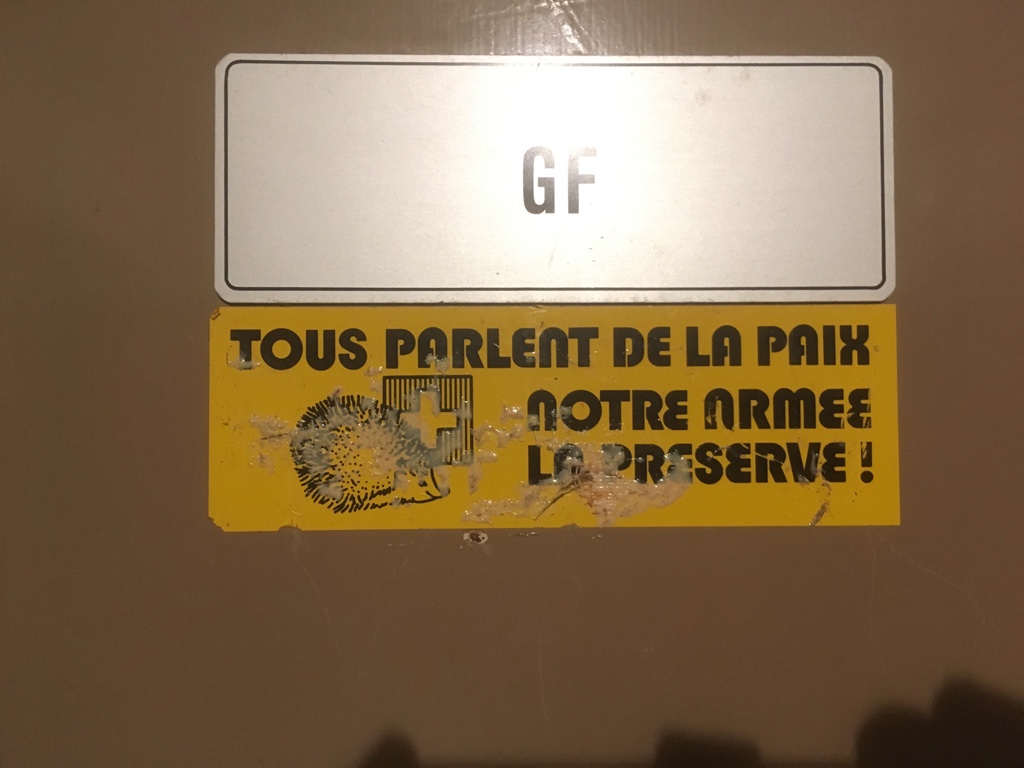 GF
TOUS PARLENT DE LA PAIX
NOTRE ARMEE
LA PRESERVE !